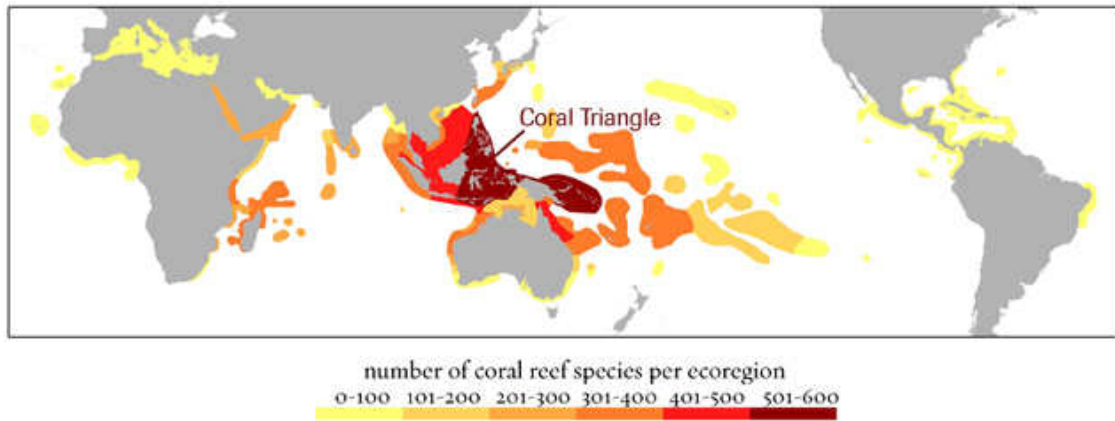 Coral Triangle
number of coral reef species per ecoregion
0-100 101-200 201-300 301-400 401-500 501-600